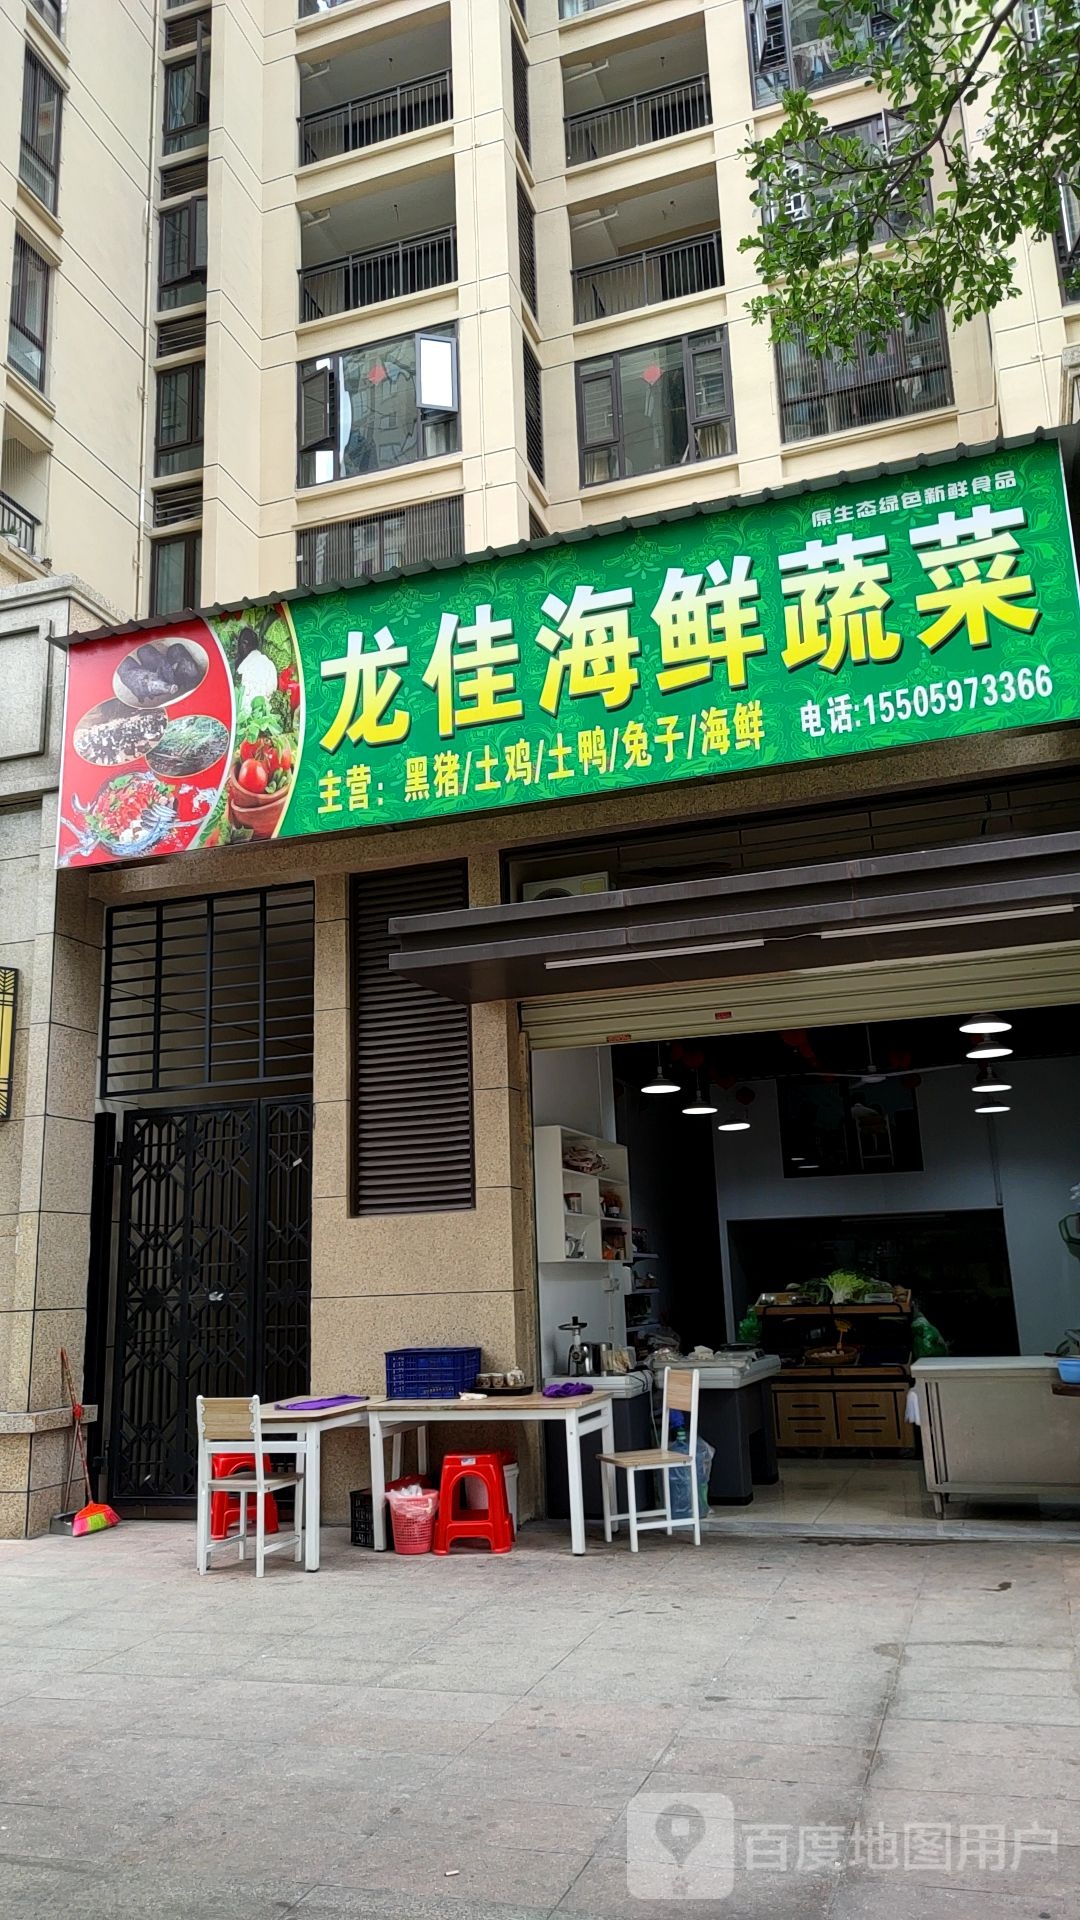 原生态绿色新鲜食品
龙佳海鲜蔬菜
主营：黑猪/土鸡/土鸭/兔子/海鲜 电话:15505973366
百度地图用户